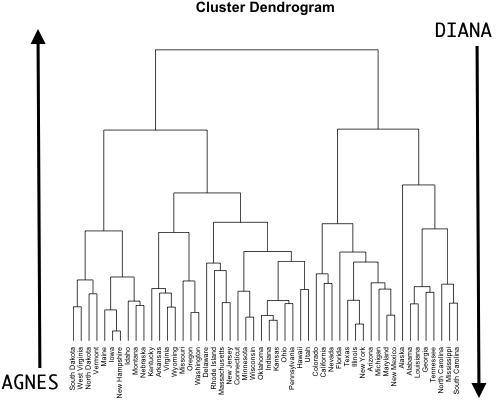 Cluster Dendrogram
DIANA
AGNES
South Dakota
West Virginia
North Dakota
Vermont
Maine
Iowa
New Hampshire
Idaho
Montana
Nebraska
Kentucky
Arkansas
Virginia
Wyoming
Missouri
Oregon
Washington
Delaware
Rhode Island
Massachusetts
New Jersey
Connecticut
Minnesota
Wisconsin
Oklahoma
Indiana
Kansas
Ohio
Pennsylvania
Hawaii
Utah
Colorado
California
Nevada
Florida
Texas
Illinois
New York
Arizona
Michigan
Maryland
New Mexico
Alaska
Alabama
Louisiana
Georgia
Tennessee
North Carolina
Mississippi
South Carolina